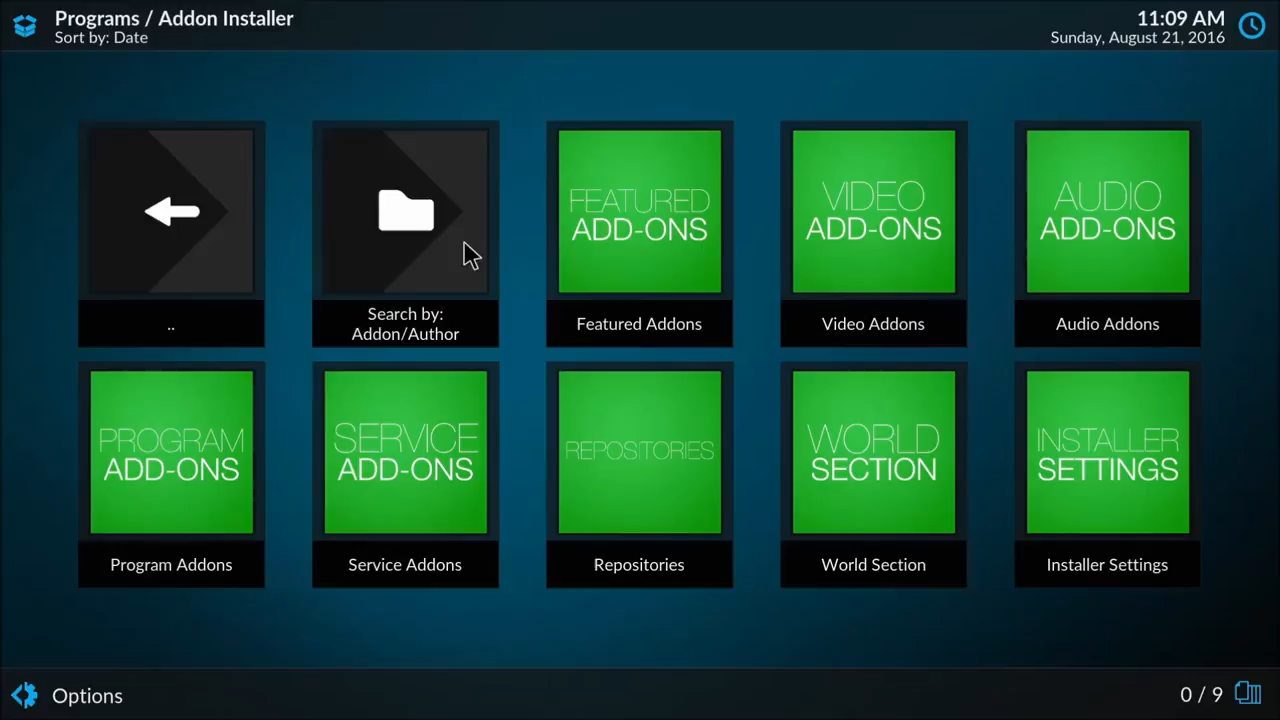 Programs / Addon Installer
Sort by: Date
11:09 AM
Sunday, August 21, 2016
..
Search by:
Addon/Author
FEATURED
ADD-ONS
Featured Addons
VIDEO
ADD-ONS
Video Addons
AUDIO
ADD-ONS
Audio Addons
PROGRAM
ADD-ONS
Program Addons
SERVICE
ADD-ONS
Service Addons
REPOSITORIES
Repositories
WORLD
SECTION
World Section
INSTALLER
SETTINGS
Installer Settings
Options
0 / 9